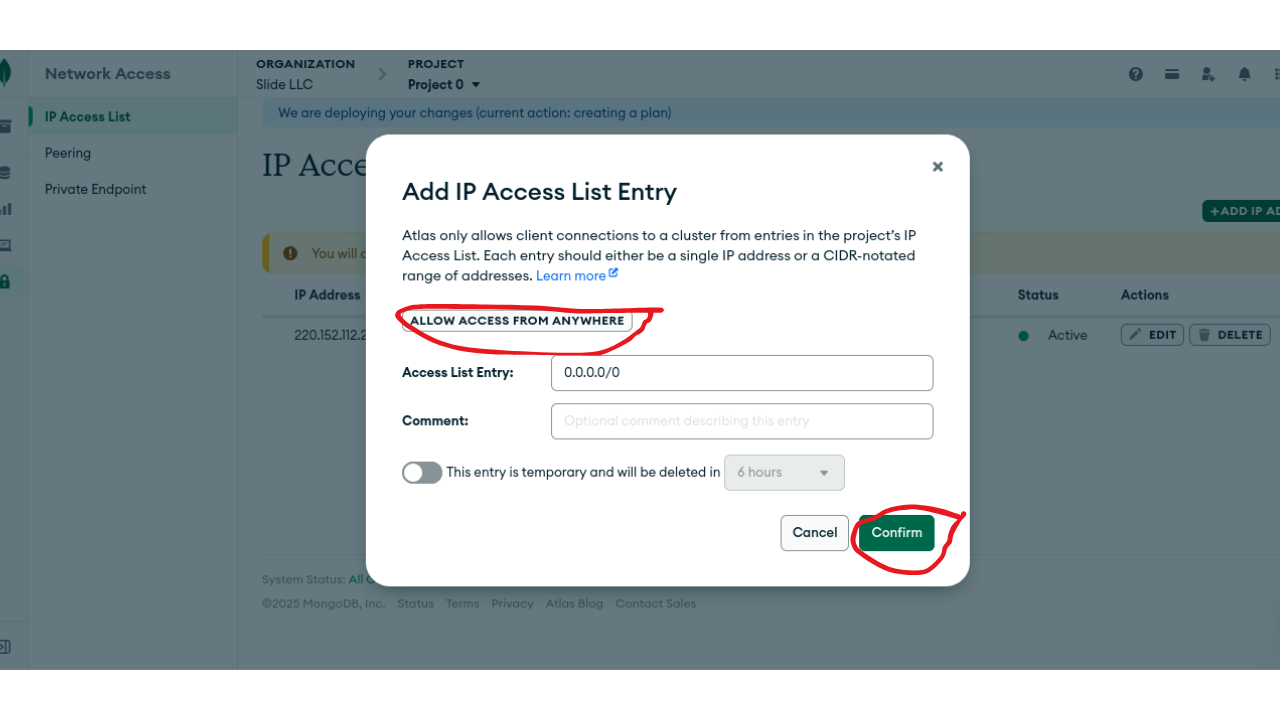 Network Access
ORGANIZATION
Slide LLC
PROJECT
Project 0
IP Access List
Peering
Private Endpoint
We are deploying your changes (current action: creating a plan)
IP Acce
+ADD IP AD
You will
IP Address
Status
Actions
220.152.112.2
Active
EDIT
DELETE
Add IP Access List Entry
Atlas only allows client connections to a cluster from entries in the project's IP
Access List. Each entry should either be a single IP address or a CIDR-notated
range of addresses. Learn more
ALLOW ACCESS FROM ANYWHERE
Access List Entry:
0.0.0.0/0
Comment:
Optional comment describing this entry
This entry is temporary and will be deleted in
6 hours
Cancel
Confirm
System Status: All
©2025 MongoDB, Inc. Status Terms Privacy Atlas Blog Contact Sales